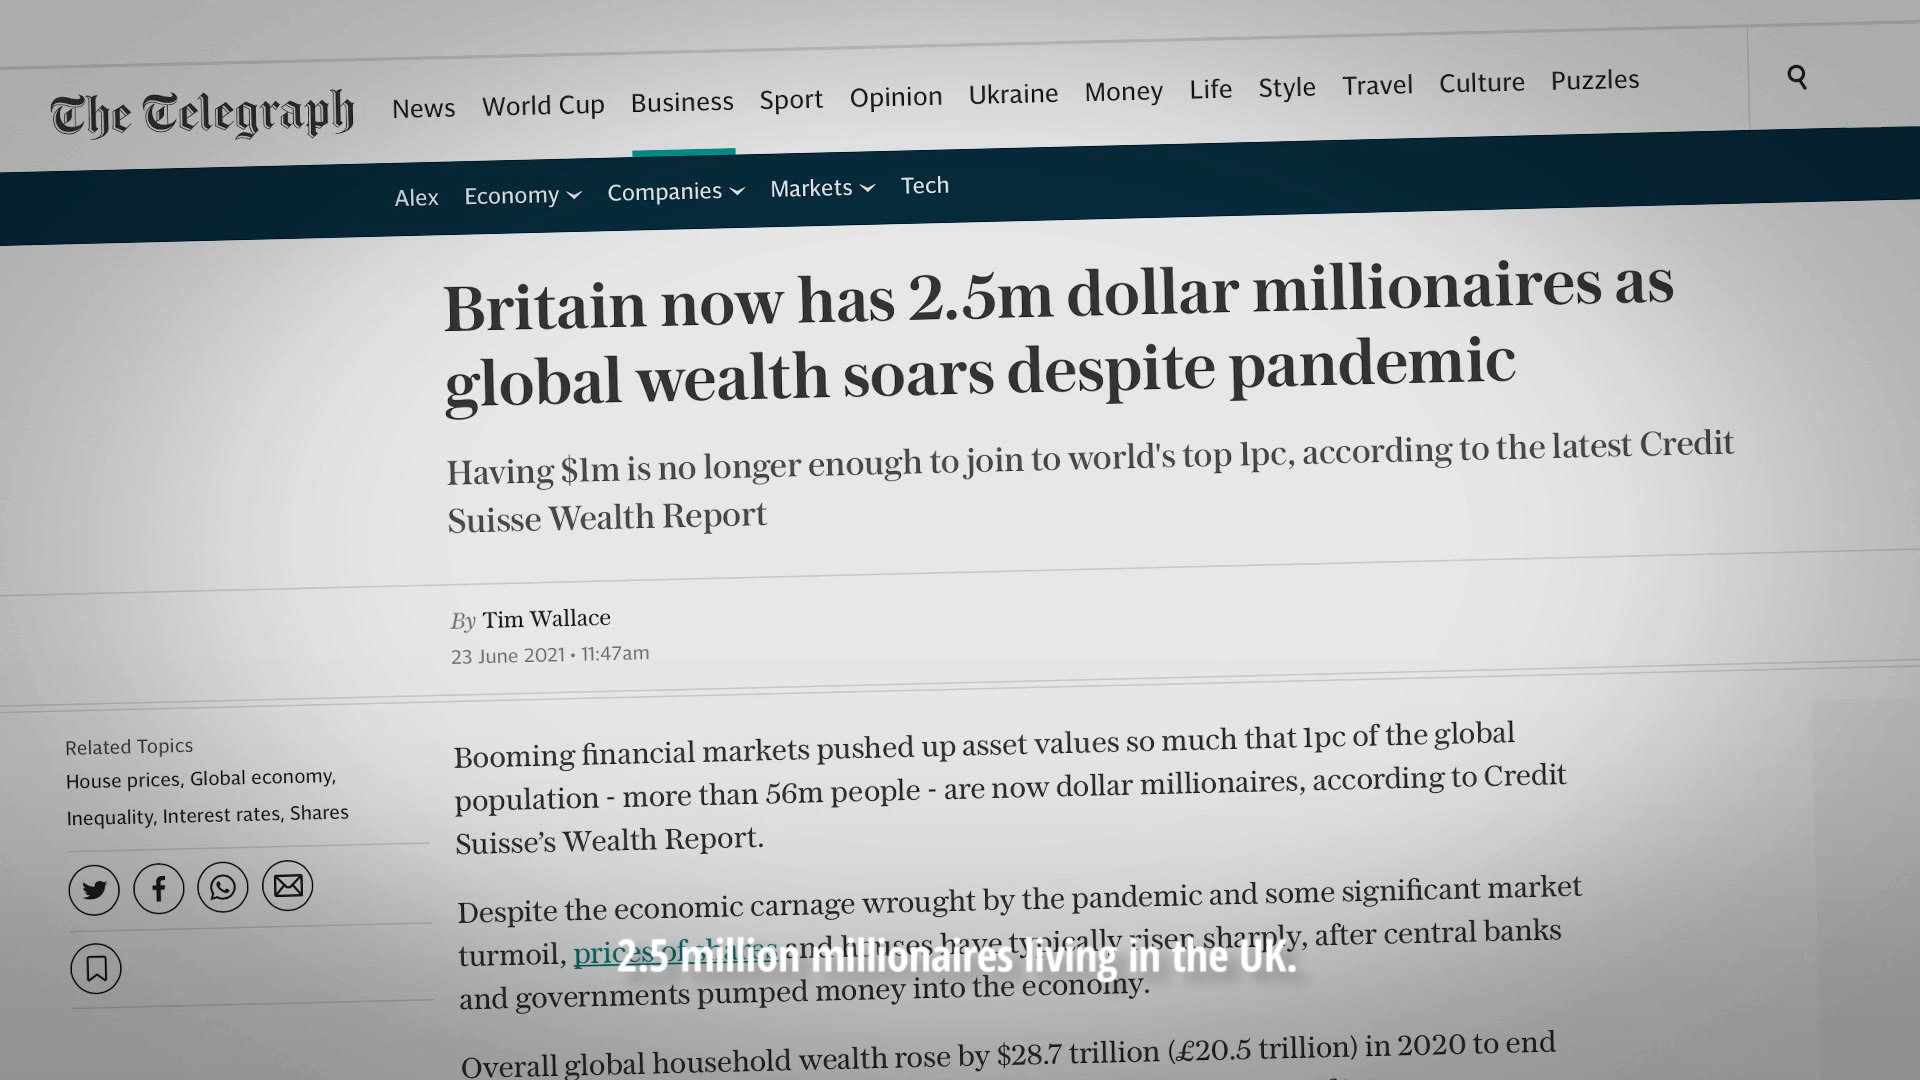 The Telegraph
News World Cup Business Sport Opinion Ukraine Money Life Style Travel Culture Puzzles
Alex Economy Companies Markets Tech
Britain now has 2.5m dollar millionaires as
global wealth soars despite pandemic
Having $1m is no longer enough to join to world's top 1pc, according to the latest Credit
Suisse Wealth Report
By Tim Wallace
23 June 2021 • 11:47am
Related Topics
House prices, Global economy,
Inequality, Interest rates, Shares
Booming financial markets pushed up asset values so much that 1pc of the global
population - more than 56m people - are now dollar millionaires, according to Credit
Suisse’s Wealth Report.
Despite the economic carnage wrought by the pandemic and some significant market
turmoil, prices of shares and houses have typically risen sharply, after central banks
and governments pumped money into the economy.
Overall global household wealth rose by $28.7 trillion (£20.5 trillion) in 2020 to end
2.5 million millionaires living in the UK.